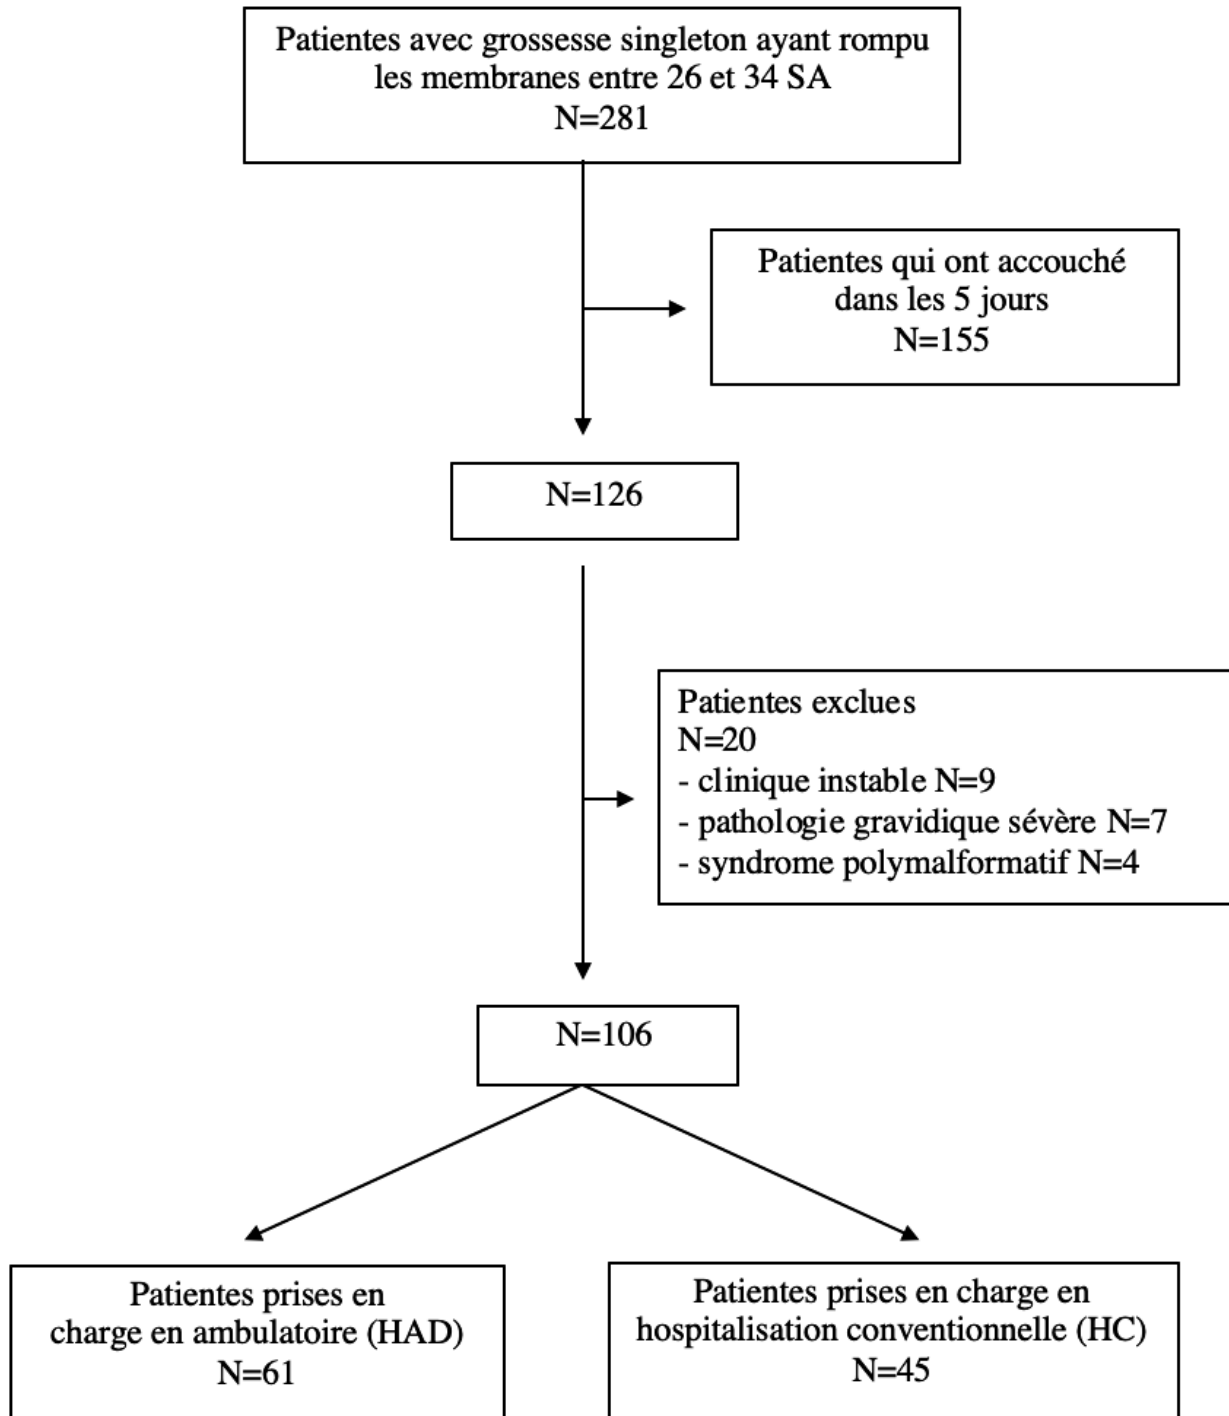 Patientes avec grossesse singleton ayant rompu
les membranes entre 26 et 34 SA
N=281
Patientes qui ont accouché
dans les 5 jours
N=155
N=126
Patientes exclues
N=20
- clinique instable N=9
- pathologie gravidique sévère N=7
- syndrome polymalformatif N=4
N=106
Patientes prises en
charge en ambulatoire (HAD)
N=61
Patientes prises en charge en
hospitalisation conventionnelle (HC)
N=45